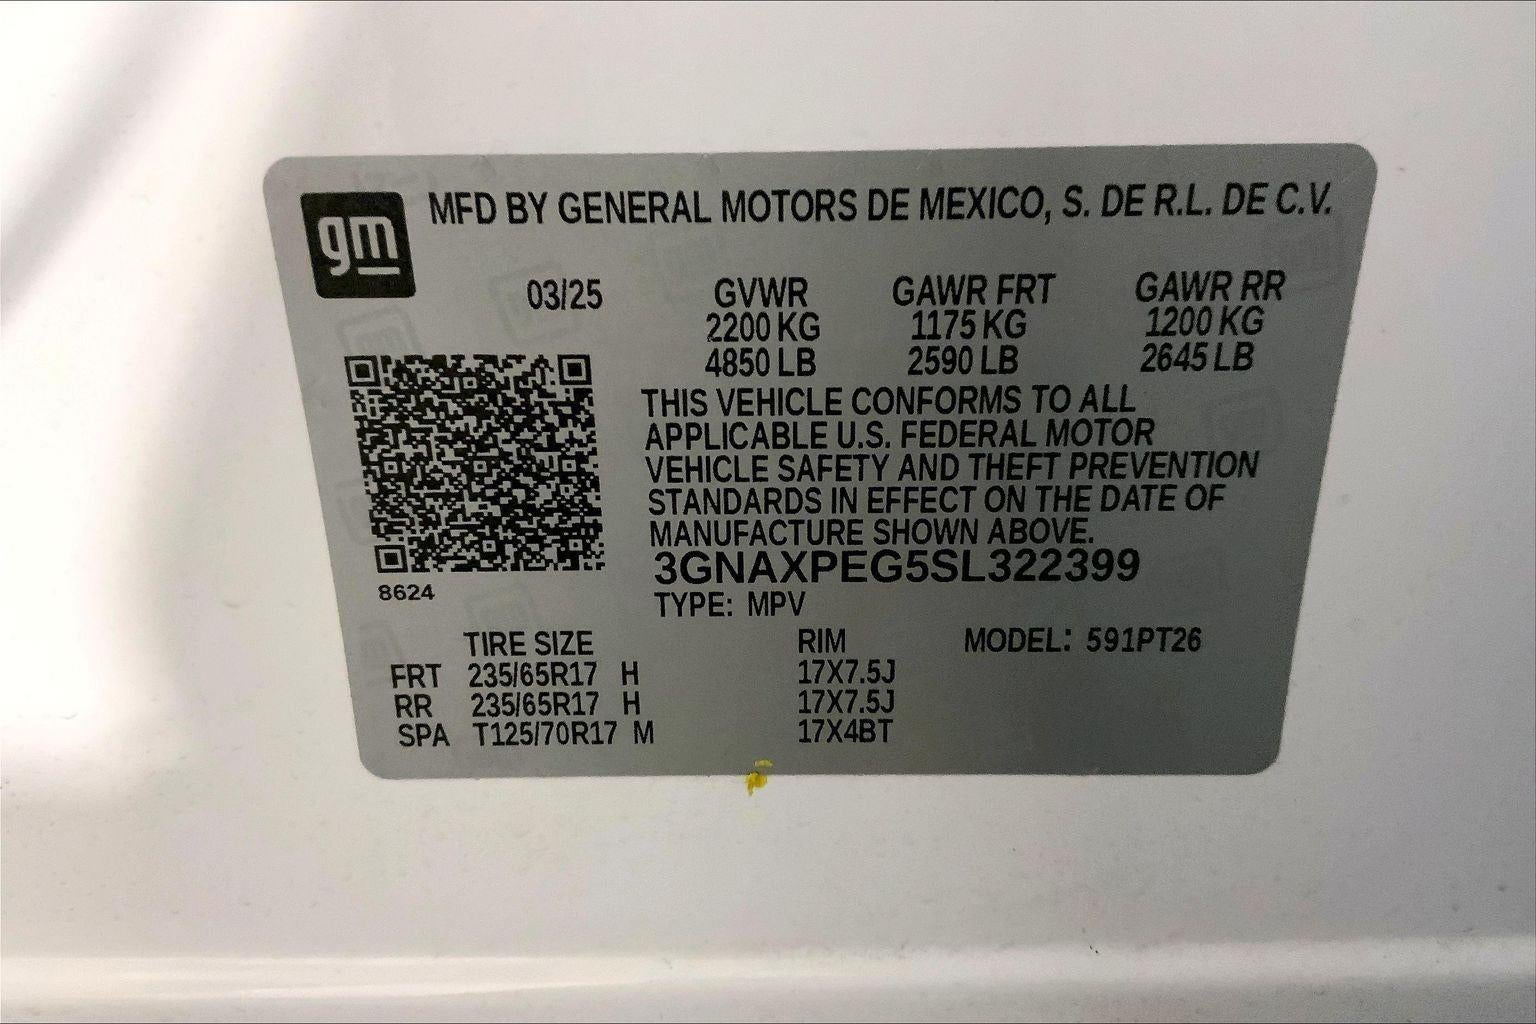 gm
MFD BY GENERAL MOTORS DE MEXICO, S. DE R.L. DE C.V.
03/25 GVWR GAWR FRT GAWR RR
2200 KG 1175 KG 1200 KG
4850 LB 2590 LB 2645 LB
THIS VEHICLE CONFORMS TO ALL
APPLICABLE U.S. FEDERAL MOTOR
VEHICLE SAFETY AND THEFT PREVENTION
STANDARDS IN EFFECT ON THE DATE OF
MANUFACTURE SHOWN ABOVE.
3GNAXPEG5SL322399
8624
TYPE: MPV
TIRE SIZE RIM MODEL: 591PT26
FRT 235/65R17 H 17X7.5J
RR 235/65R17 H 17X7.5J
SPA T125/70R17 M 17X4BT